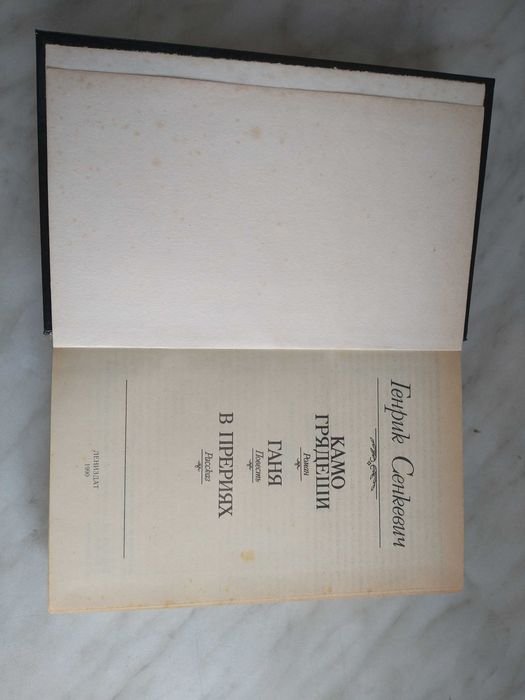 Генрик Сенкевич
КАМО
ГРЯДЕШИ
Роман
ГАНЯ
Повесть
В ПРЕРИЯХ
Рассказ
ЛЕНИЗДАТ
1990